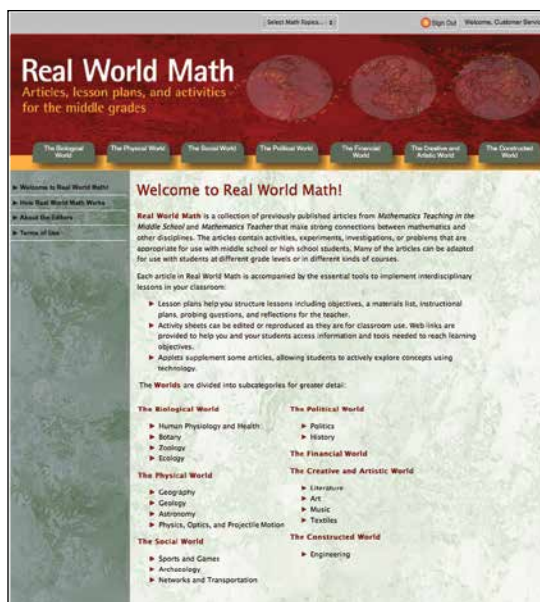 Select Math Topics...
Sign Out
Welcome, Customer Servi
Real World Math
Articles, lesson plans, and activities
for the middle grades
The Biological
World
The Physical World
The Social World
The Political World
The Financial
World
The Creative and
Artistic World
The Constructed
World
Welcome to Real World Math!
How Real World Math Works
About the Editors
Terms of Use
Welcome to Real World Math!
Real World Math is a collection of previously published articles from Mathematics Teaching in the
Middle School and Mathematics Teacher that make strong connections between mathematics and
other disciplines. The articles contain activities, experiments, investigations, or problems that are
appropriate for use with middle school or high school students, Many of the articles can be adapted
for use with students at different grade levels or in different kinds of courses.
Each article in Real World Math is accompanied by the essential tools to implement interdisciplinary
lessons in your classroom:
Lesson plans help you structure lessons including objectives, a materials list, instructional
plans, probing questions, and reflections for the teacher.
Activity sheets can be edited or reproduced as they are for classroom use. Web links are
provided to help you and your students access information and tools needed to reach learning
objectives.
Applets supplement some articles, allowing students to actively explore concepts using
technology.
The Worlds are divided into subcategories for greater detail:
The Biological World
Human Physiology and Health
Botany
Zoology
Ecology
The Physical World
Geography
Geology
Astronomy
Physics, Optics, and Projectile Motion
The Social World
Sports and Games
Archaeology
Networks and Transportation
The Political World
Politics
History
The Financial World
The Creative and Artistic World
Literature
Art
Music
Textiles
The Constructed World
Engineering